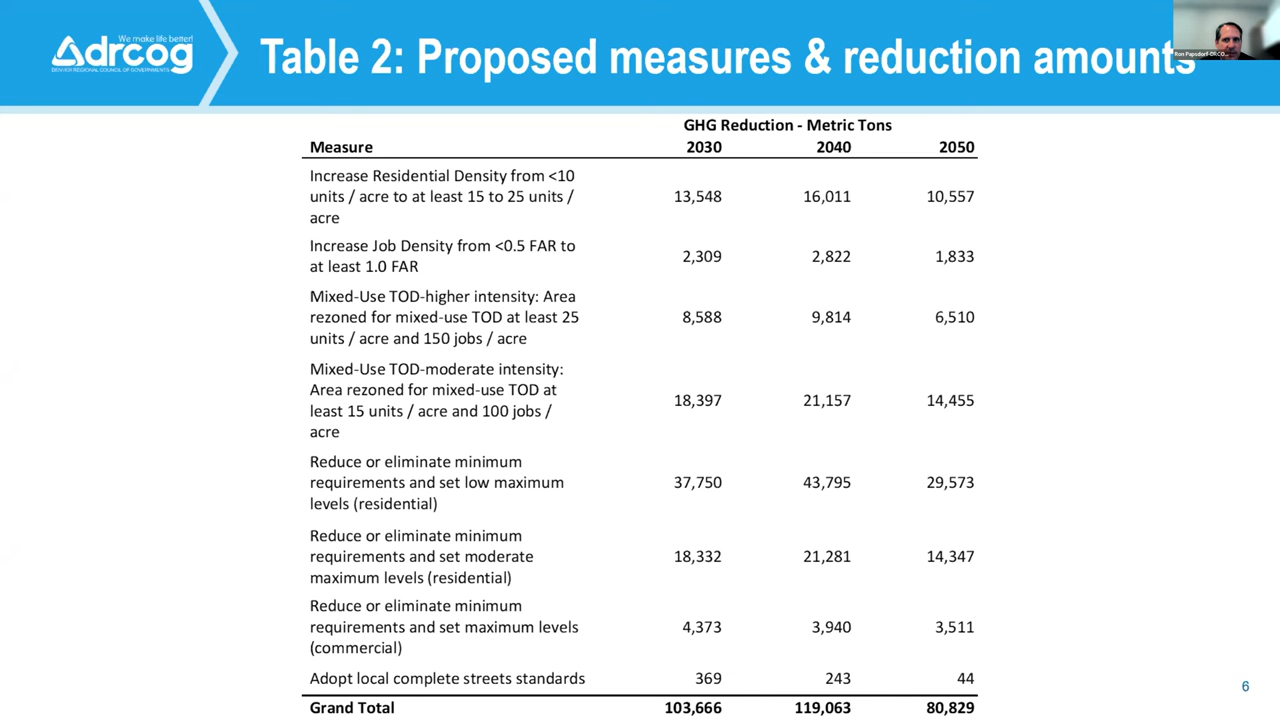 We make life better!
drcog
DENVER REGIONAL COUNCIL OF GOVERNMENTS
Table 2: Proposed measures & reduction amounts
Ron Papsdorf-DRCO...
GHG Reduction - Metric Tons
Measure 2030 2040 2050
Increase Residential Density from <10
units / acre to at least 15 to 25 units / 13,548 16,011 10,557
acre
Increase Job Density from <0.5 FAR to
at least 1.0 FAR 2,309 2,822 1,833
Mixed-Use TOD-higher intensity: Area
rezoned for mixed-use TOD at least 25 8,588 9,814 6,510
units / acre and 150 jobs / acre
Mixed-Use TOD-moderate intensity:
Area rezoned for mixed-use TOD at 18,397 21,157 14,455
least 15 units / acre and 100 jobs /
acre
Reduce or eliminate minimum
requirements and set low maximum 37,750 43,795 29,573
levels (residential)
Reduce or eliminate minimum
requirements and set moderate 18,332 21,281 14,347
maximum levels (residential)
Reduce or eliminate minimum
requirements and set maximum levels 4,373 3,940 3,511
(commercial)
Adopt local complete streets standards 369 243 44
Grand Total 103,666 119,063 80,829
6